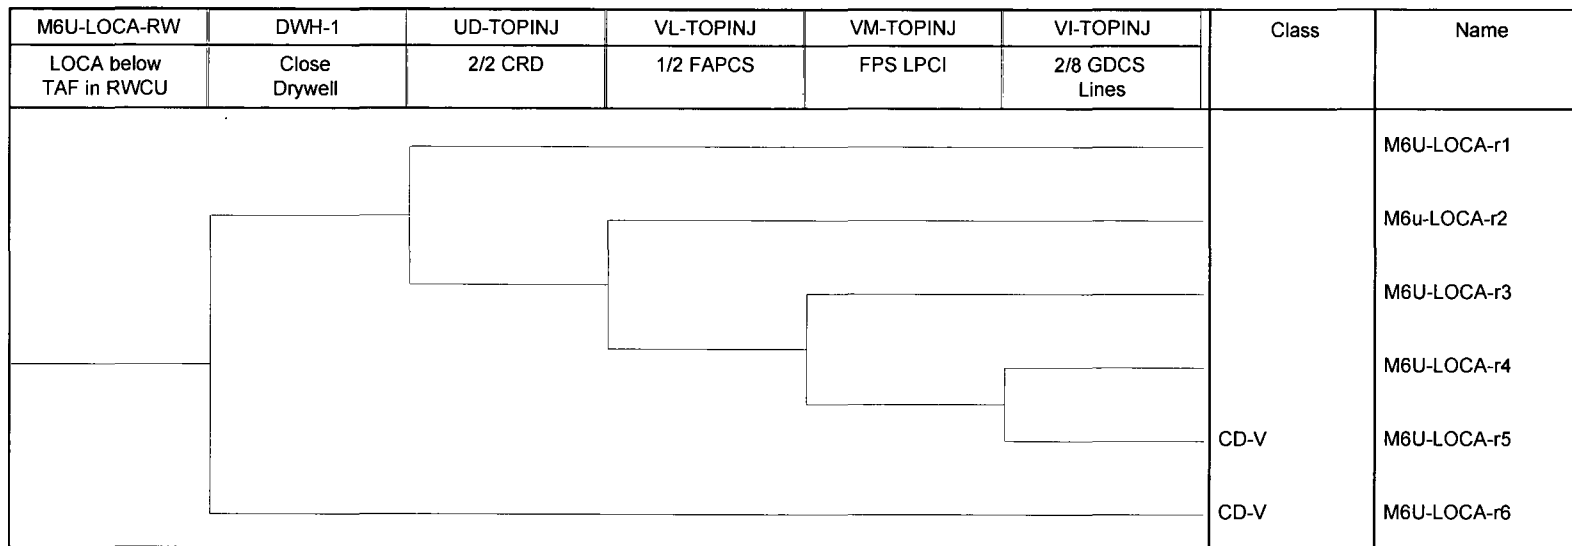 M6U-LOCA-RW DWH-1 UD-TOPINJ VL-TOPINJ VM-TOPINJ VI-TOPINJ Class Name
LOCA below Close 2/2 CRD 1/2 FAPCS FPS LPCI 2/8 GDCS
TAF in RWCU Drywell Lines
M6U-LOCA-r1
M6u-LOCA-r2
M6U-LOCA-r3
M6U-LOCA-r4
CD-V M6U-LOCA-r5
CD-V M6U-LOCA-r6